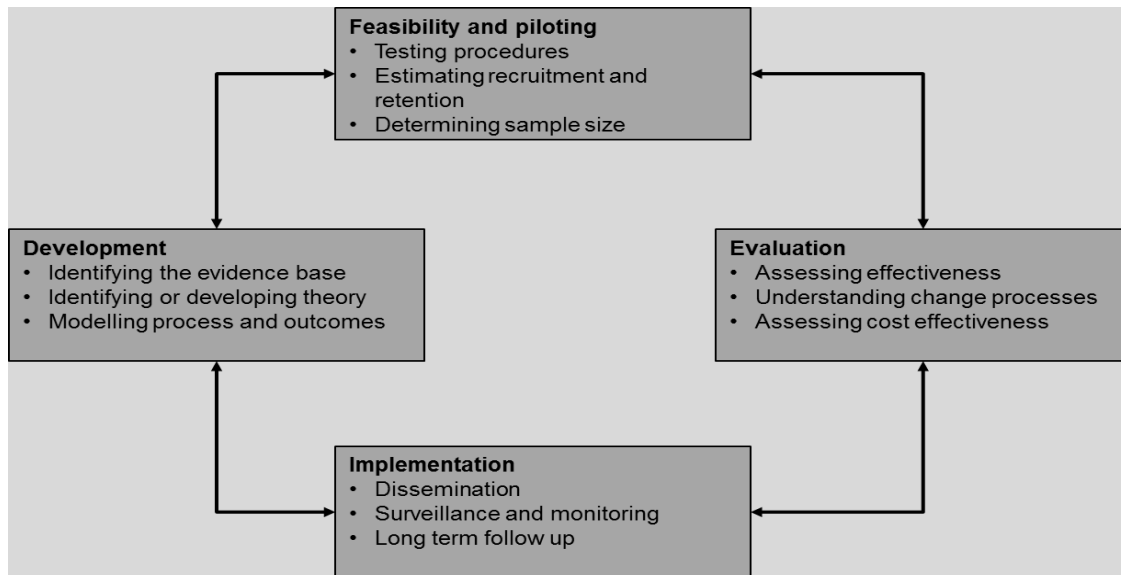 Feasibility and piloting
• Testing procedures
• Estimating recruitment and
retention
• Determining sample size
Development
• Identifying the evidence base
• Identifying or developing theory
• Modelling process and outcomes
Evaluation
• Assessing effectiveness
• Understanding change processes
• Assessing cost effectiveness
Implementation
• Dissemination
• Surveillance and monitoring
• Long term follow up